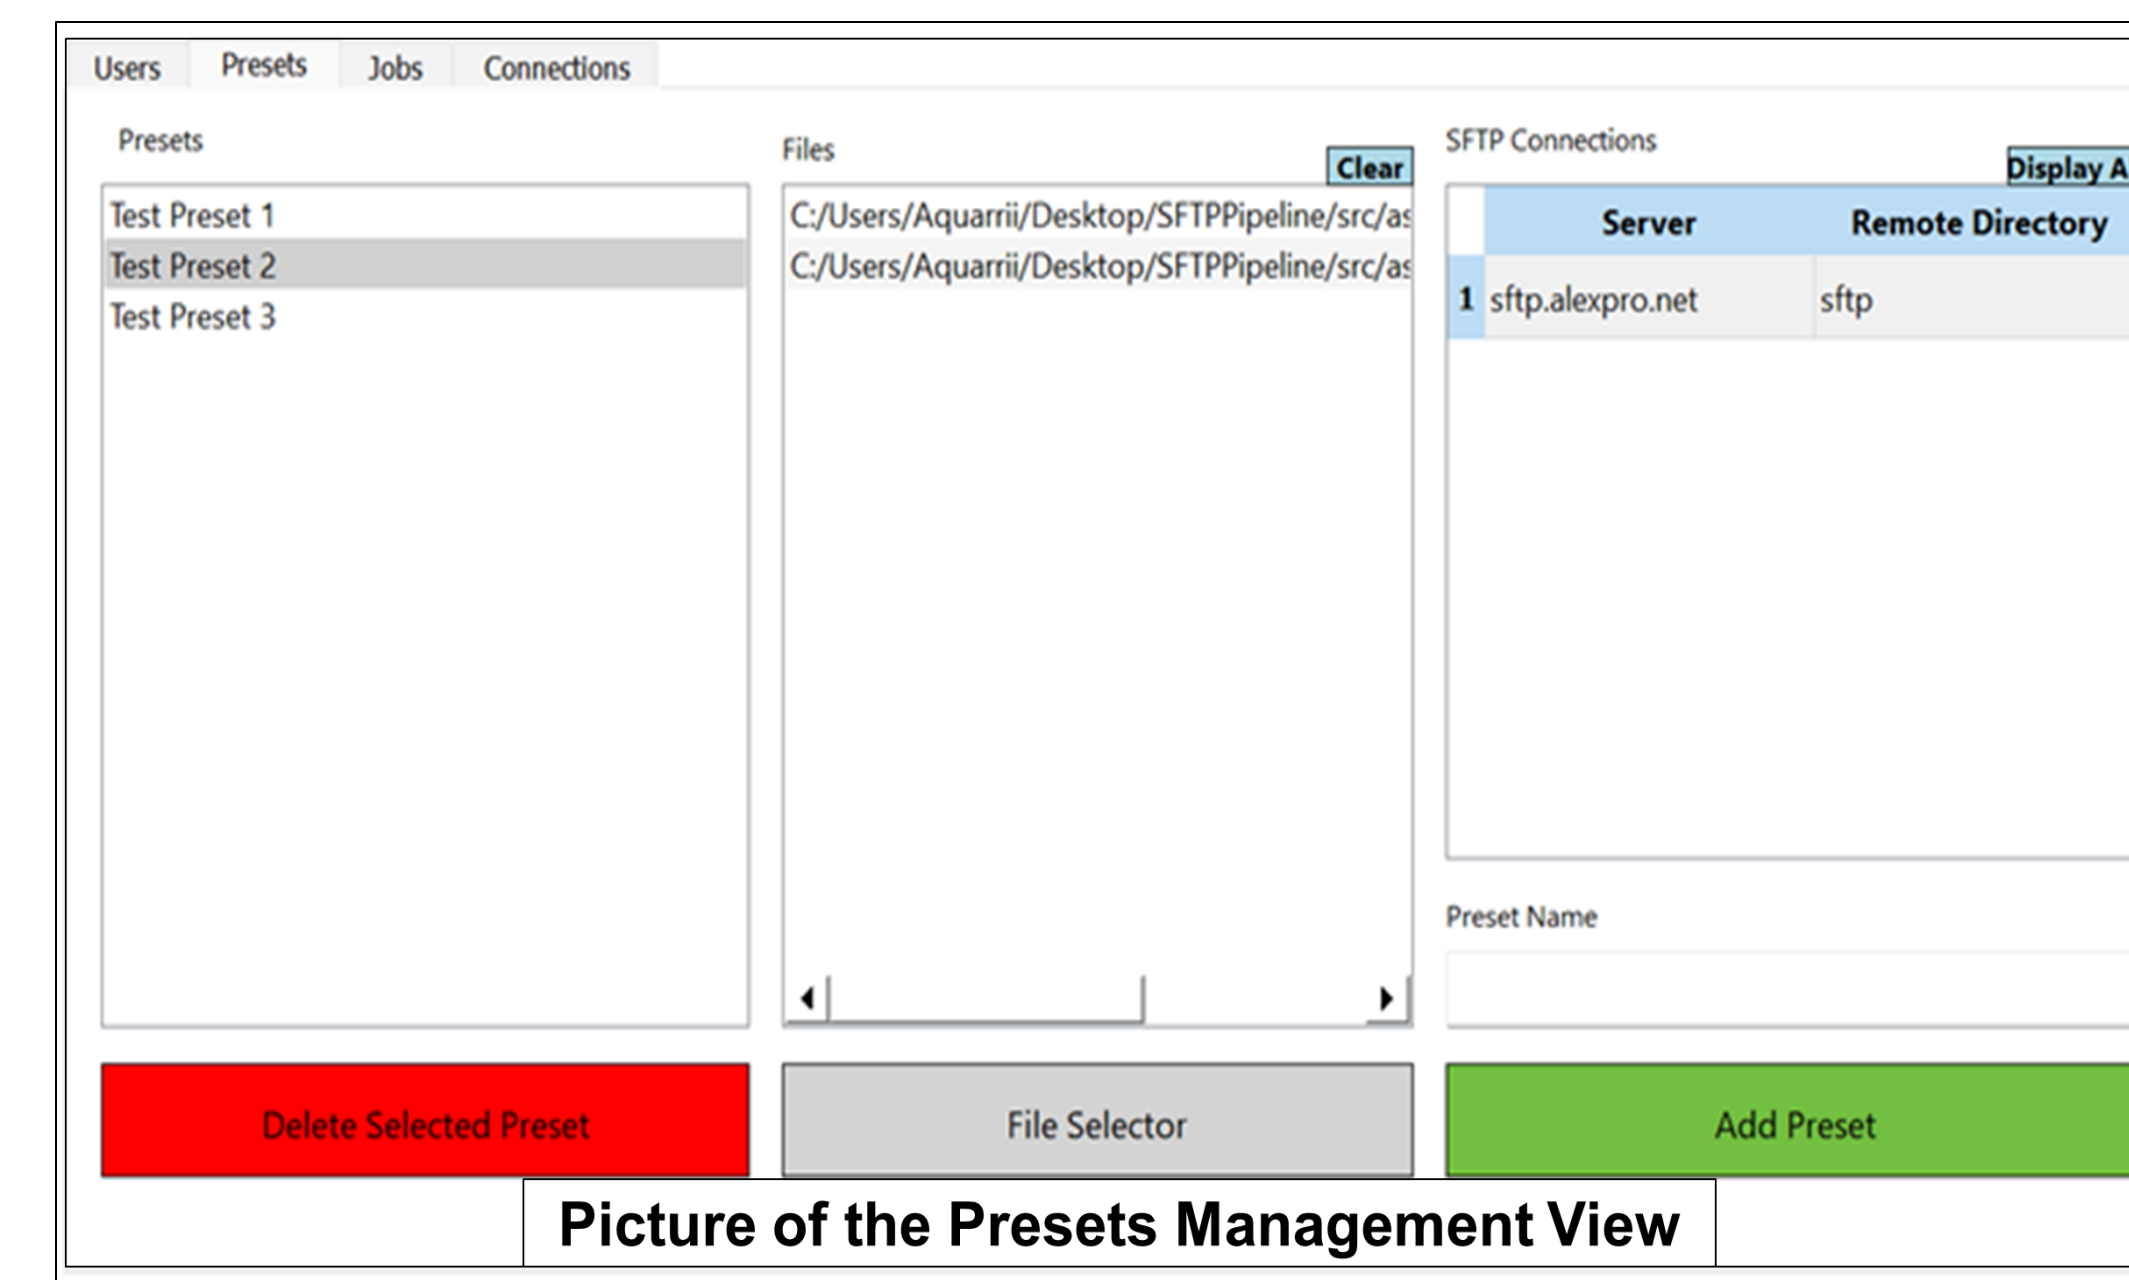 Users Presets Jobs Connections
Presets
Test Preset 1
Test Preset 2
Test Preset 3
Delete Selected Preset
Files
Clear
C:/Users/Aquarrii/Desktop/SFTPPipeline/src/as
C:/Users/Aquarrii/Desktop/SFTPPipeline/src/as
File Selector
SFTP Connections
Display A
Server Remote Directory
1 sftp.alexpro.net sftp
Preset Name
Add Preset
Picture of the Presets Management View